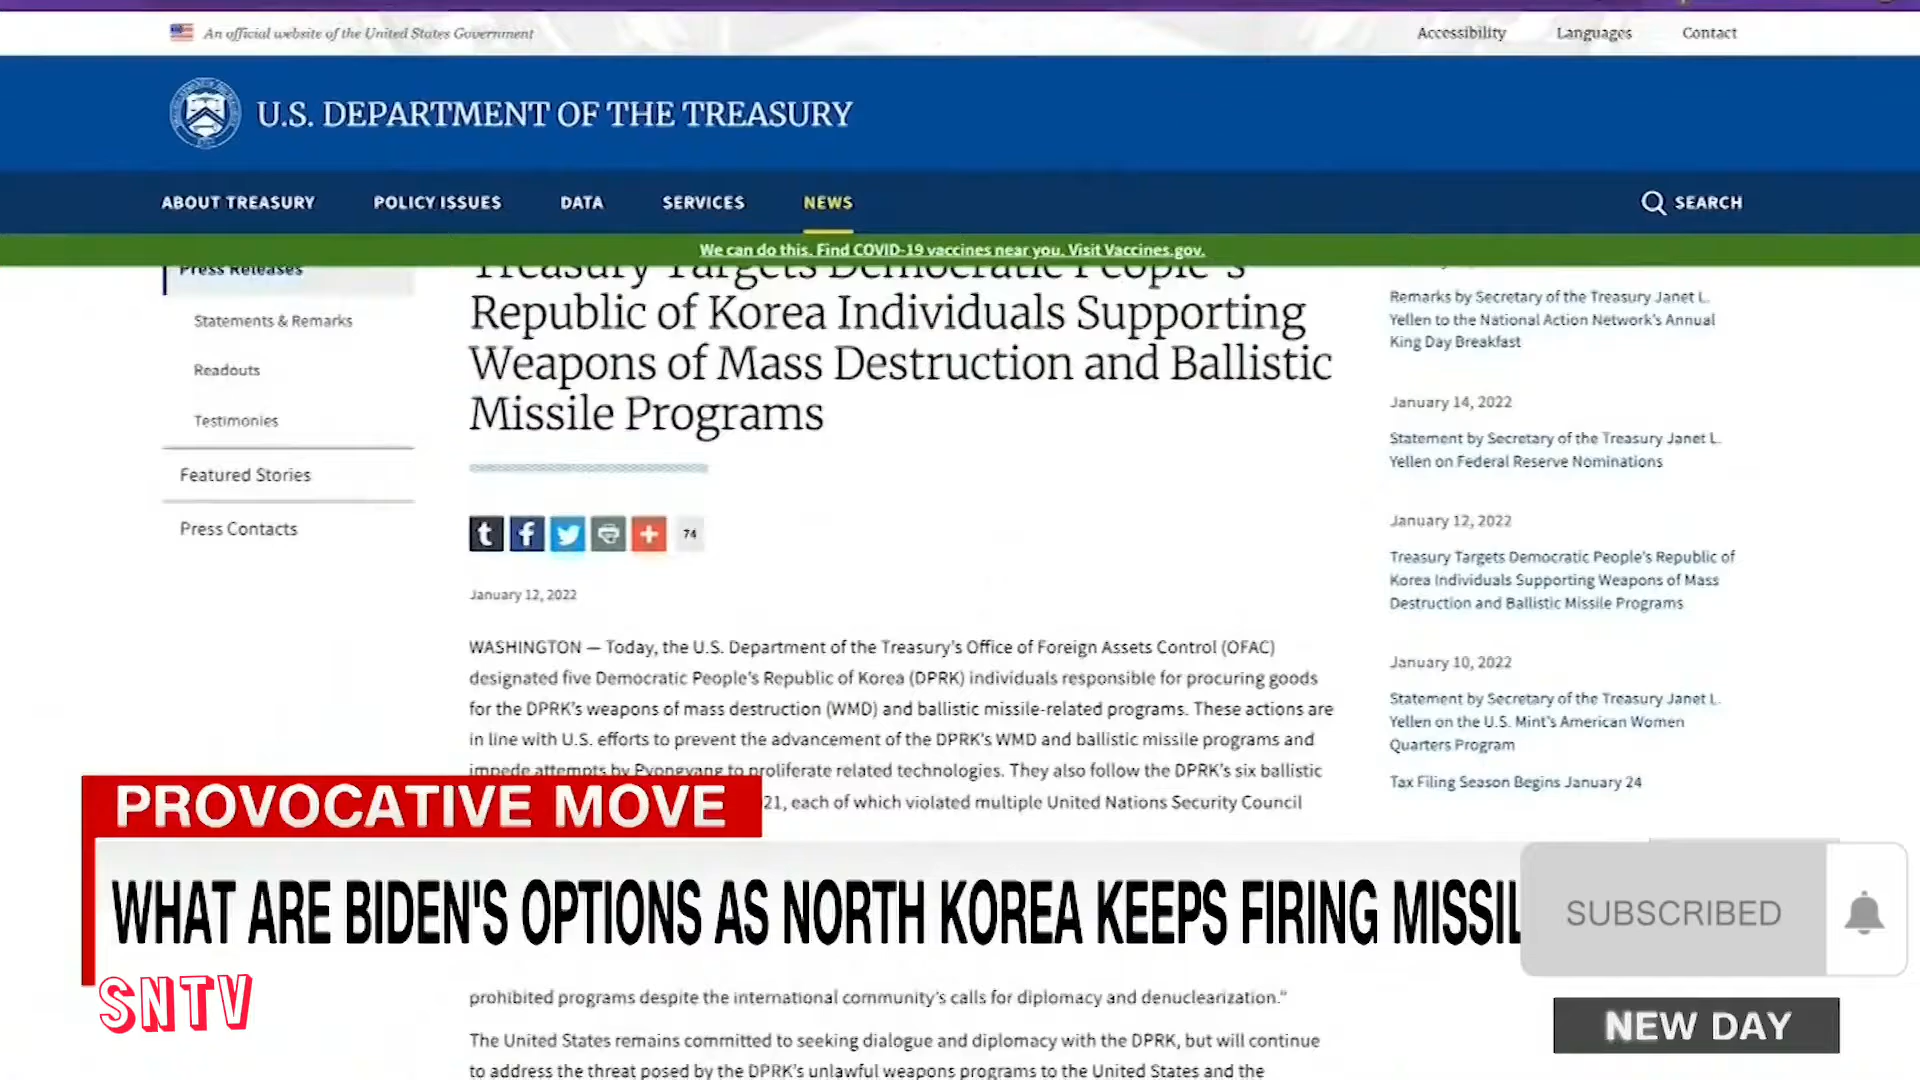 An official website of the United States Government
Accessibility
Languages
Contact
U.S. DEPARTMENT OF THE TREASURY
ABOUT TREASURY
POLICY ISSUES
DATA
SERVICES
NEWS
SEARCH
We can do this. Find COVID-19 vaccines near you. Visit Vaccines.gov.
Press Releases
Statements & Remarks
Readouts
Testimonies
Featured Stories
Press Contacts
Treasury Targets Democratic People's
Republic of Korea Individuals Supporting
Weapons of Mass Destruction and Ballistic
Missile Programs
74
January 12, 2022
WASHINGTON — Today, the U.S. Department of the Treasury's Office of Foreign Assets Control (OFAC)
designated five Democratic People's Republic of Korea (DPRK) individuals responsible for procuring goods
for the DPRK's weapons of mass destruction (WMD) and ballistic missile-related programs. These actions are
in line with U.S. efforts to prevent the advancement of the DPRK's WMD and ballistic missile programs and
impede attempts by Pyongyang to proliferate related technologies. They also follow the DPRK's six ballistic
21, each of which violated multiple United Nations Security Council
Remarks by Secretary of the Treasury Janet L.
Yellen to the National Action Network's Annual
King Day Breakfast
January 14, 2022
Statement by Secretary of the Treasury Janet L.
Yellen on Federal Reserve Nominations
January 12, 2022
Treasury Targets Democratic People's Republic of
Korea Individuals Supporting Weapons of Mass
Destruction and Ballistic Missile Programs
January 10, 2022
Statement by Secretary of the Treasury Janet L.
Yellen on the U.S. Mint's American Women
Quarters Program
Tax Filing Season Begins January 24
PROVOCATIVE MOVE
WHAT ARE BIDEN'S OPTIONS AS NORTH KOREA KEEPS FIRING MISSIL
SUBSCRIBED
SNTV
prohibited programs despite the international community's calls for diplomacy and denuclearization."
NEW DAY
The United States remains committed to seeking dialogue and diplomacy with the DPRK, but will continue
to address the threat posed by the DPRK's unlawful weapons programs to the United States and the